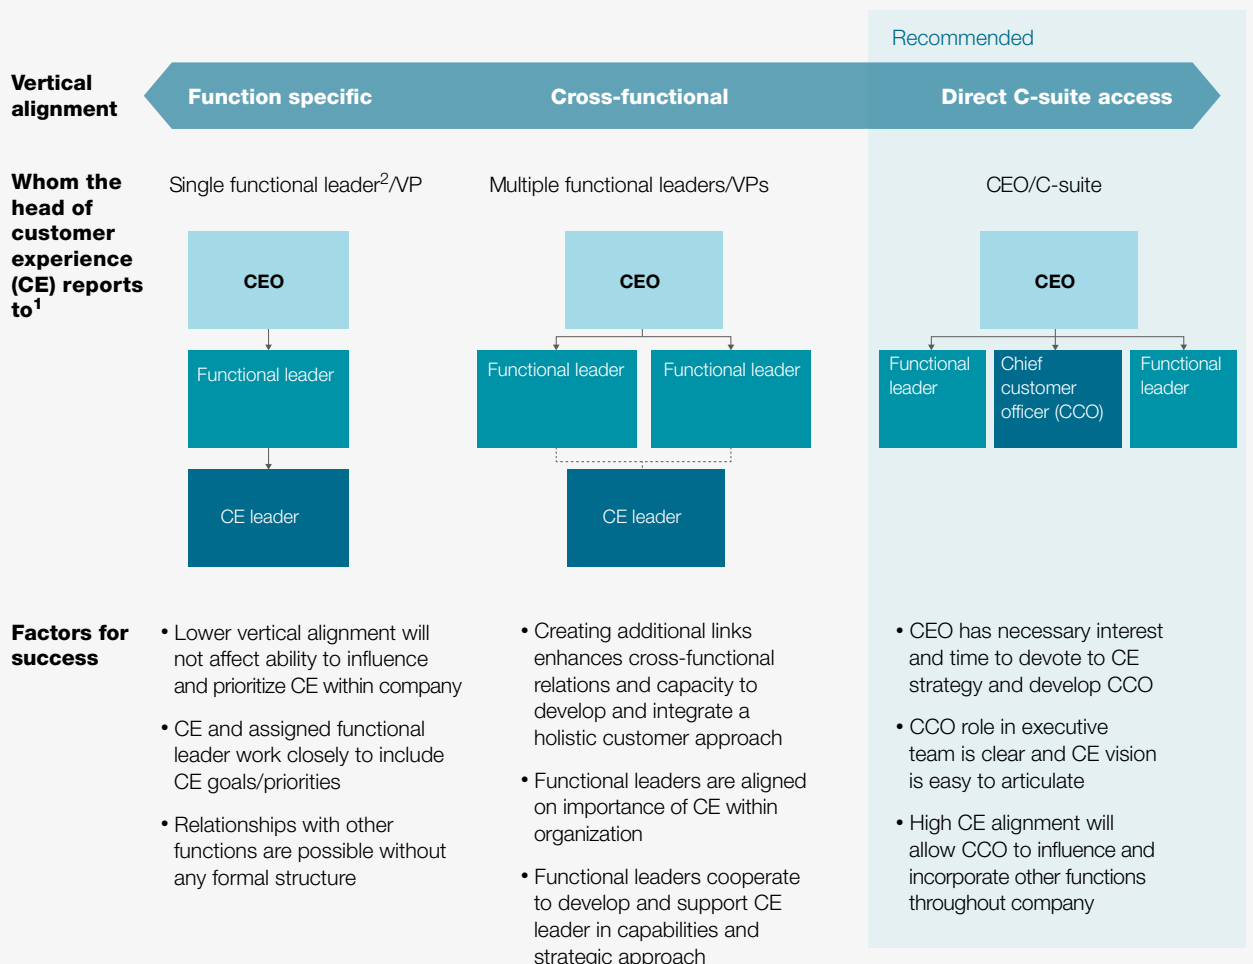 Recommended
Vertical
alignment
Function specific
Cross-functional
Direct C-suite access
Whom the
head of
customer
experience
(CE) reports
to1
Single functional leader2/VP
CEO
Functional leader
CE leader
Multiple functional leaders/VPs
CEO
Functional leader
Functional leader
CE leader
CEO/C-suite
CEO
Functional
leader
Chief
customer
officer (CCO)
Functional
leader
Factors for
success
• Lower vertical alignment will
not affect ability to influence
and prioritize CE within company
• CE and assigned functional
leader work closely to include
CE goals/priorities
• Relationships with other
functions are possible without
any formal structure
• Creating additional links
enhances cross-functional
relations and capacity to
develop and integrate a
holistic customer approach
• Functional leaders are aligned
on importance of CE within
organization
• Functional leaders cooperate
to develop and support CE
leader in capabilities and
strategic approach
• CEO has necessary interest
and time to devote to CE
strategy and develop CCO
• CCO role in executive
team is clear and CE vision
is easy to articulate
• High CE alignment will
allow CCO to influence and
incorporate other functions
throughout company